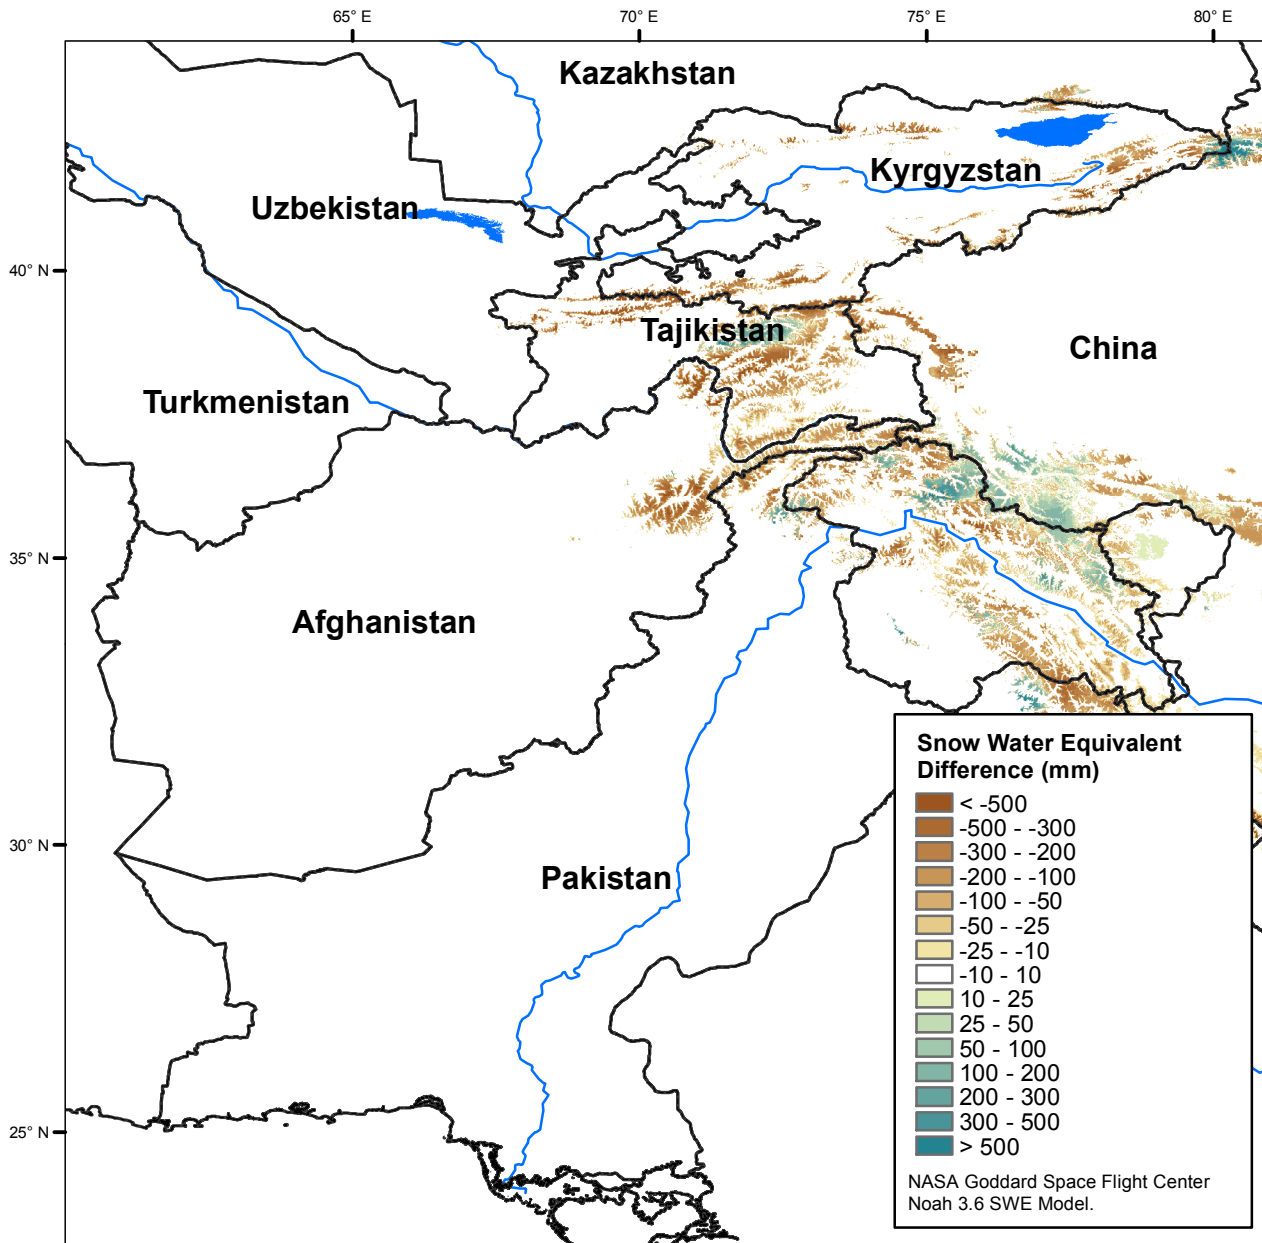 65° E
70° E
75° E
80° E
Kazakhstan
Kyrgyzstan
Uzbekistan
40° N
Tajikistan
China
Turkmenistan
35° N
Afghanistan
30° N
Pakistan
25° N
Snow Water Equivalent
Difference (mm)
< -500
-500 - -300
-300 - -200
-200 - -100
-100 - -50
-50 - -25
-25 - -10
-10 - 10
10 - 25
25 - 50
50 - 100
100 - 200
200 - 300
300 - 500
> 500
NASA Goddard Space Flight Center
Noah 3.6 SWE Model.